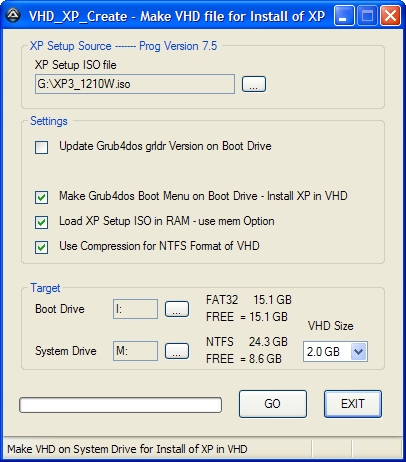 VHD_XP_Create - Make VHD file for Install of XP
XP Setup Source ------- Prog Version 7.5
XP Setup ISO file
G:\XP3_1210W.iso ...
Settings
Update Grub4dos grldr Version on Boot Drive
Make Grub4dos Boot Menu on Boot Drive - Install XP in VHD
Load XP Setup ISO in RAM - use mem Option
Use Compression for NTFS Format of VHD
Target
Boot Drive I: ... FAT32 15.1 GB
FREE = 15.1 GB
VHD Size
System Drive M: ... NTFS 24.3 GB
FREE = 8.6 GB 2.0 GB
GO EXIT
Make VHD on System Drive for Install of XP in VHD